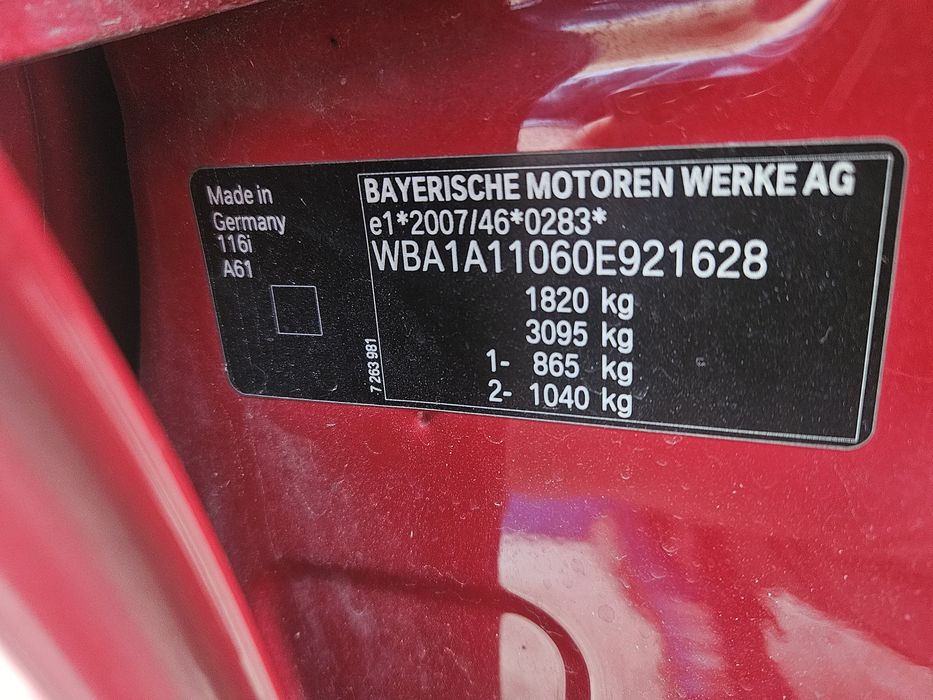 Made in
Germany
116i
A61
7 263 981
BAYERISCHE MOTOREN WERKE AG
e1*2007/46*0283*
WBA1A11060E921628
1820 kg
3095 kg
1- 865 kg
2- 1040 kg